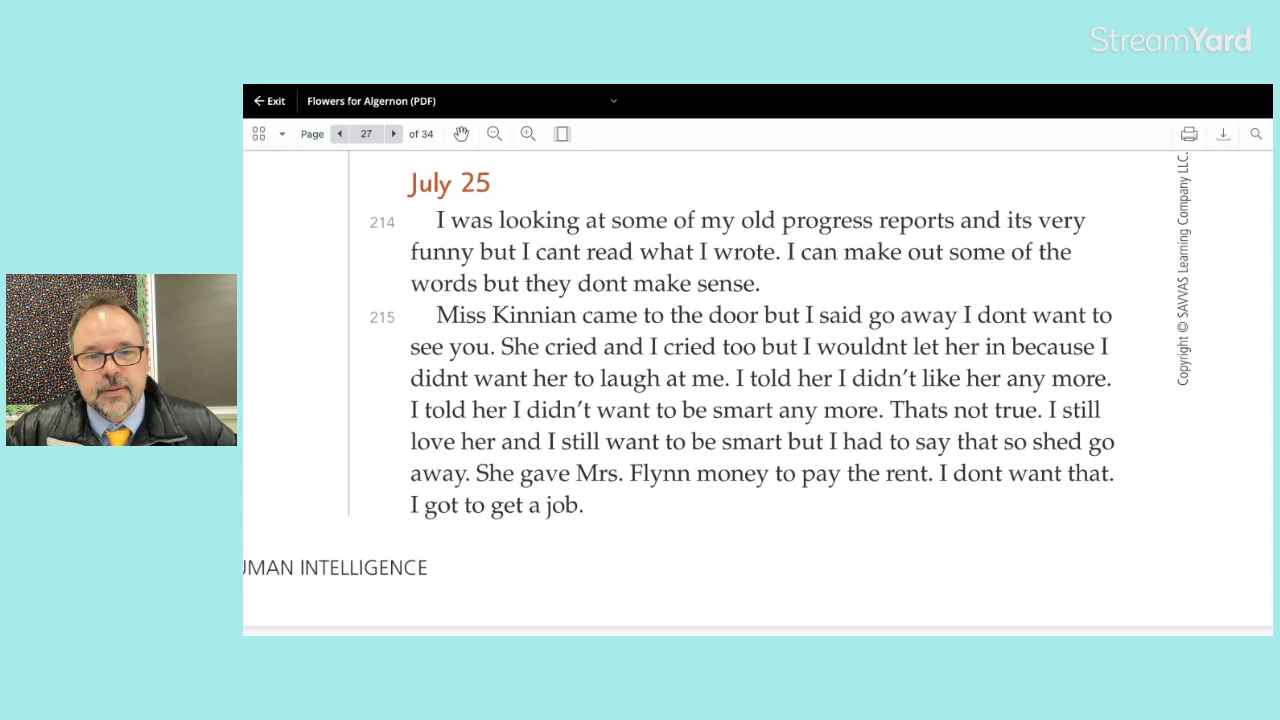 StreamYard
Exit Flowers for Algernon (PDF)
Page 27 of 34
July 25
214 I was looking at some of my old progress reports and its very
funny but I cant read what I wrote. I can make out some of the
words but they dont make sense.
215 Miss Kinnian came to the door but I said go away I dont want to
see you. She cried and I cried too but I wouldnt let her in because I
didnt want her to laugh at me. I told her I didn’t like her any more.
I told her I didn’t want to be smart any more. Thats not true. I still
love her and I still want to be smart but I had to say that so shed go
away. She gave Mrs. Flynn money to pay the rent. I dont want that.
I got to get a job.
UMAN INTELLIGENCE
Copyright © SAVVAS Learning Company LLC.